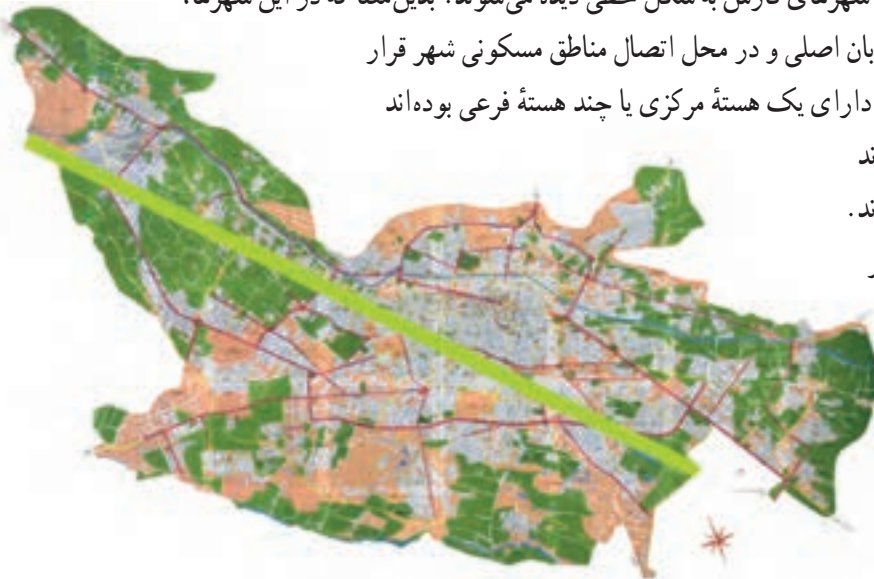 شهرهای فارس به شکل خطی دیده می‌شوند؛ بدین‌معنا که در این شهرها،
بان اصلی و در محل اتصال مناطق مسکونی شهر قرار
دارای یک هستهٔ مرکزی یا چند هستهٔ فرعی بوده‌اند
ند
ند.
ر